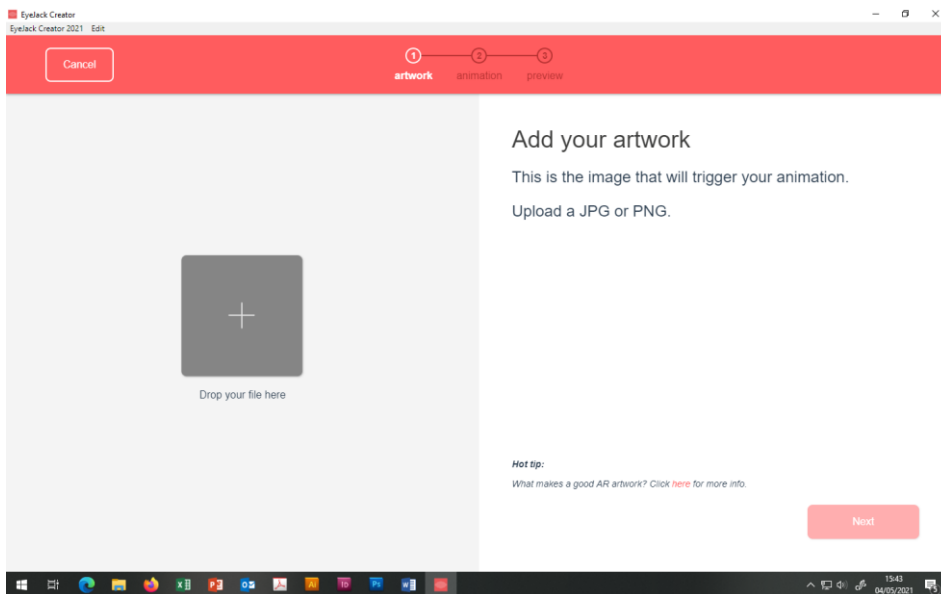 EyeJack Creator
EyeJack Creator 2021 Edit
Cancel
1 2 3
artwork animation preview
Add your artwork
This is the image that will trigger your animation.
Upload a JPG or PNG.
Drop your file here
Hot tip:
What makes a good AR artwork? Click here for more info.
Next
15:43
04/05/2021